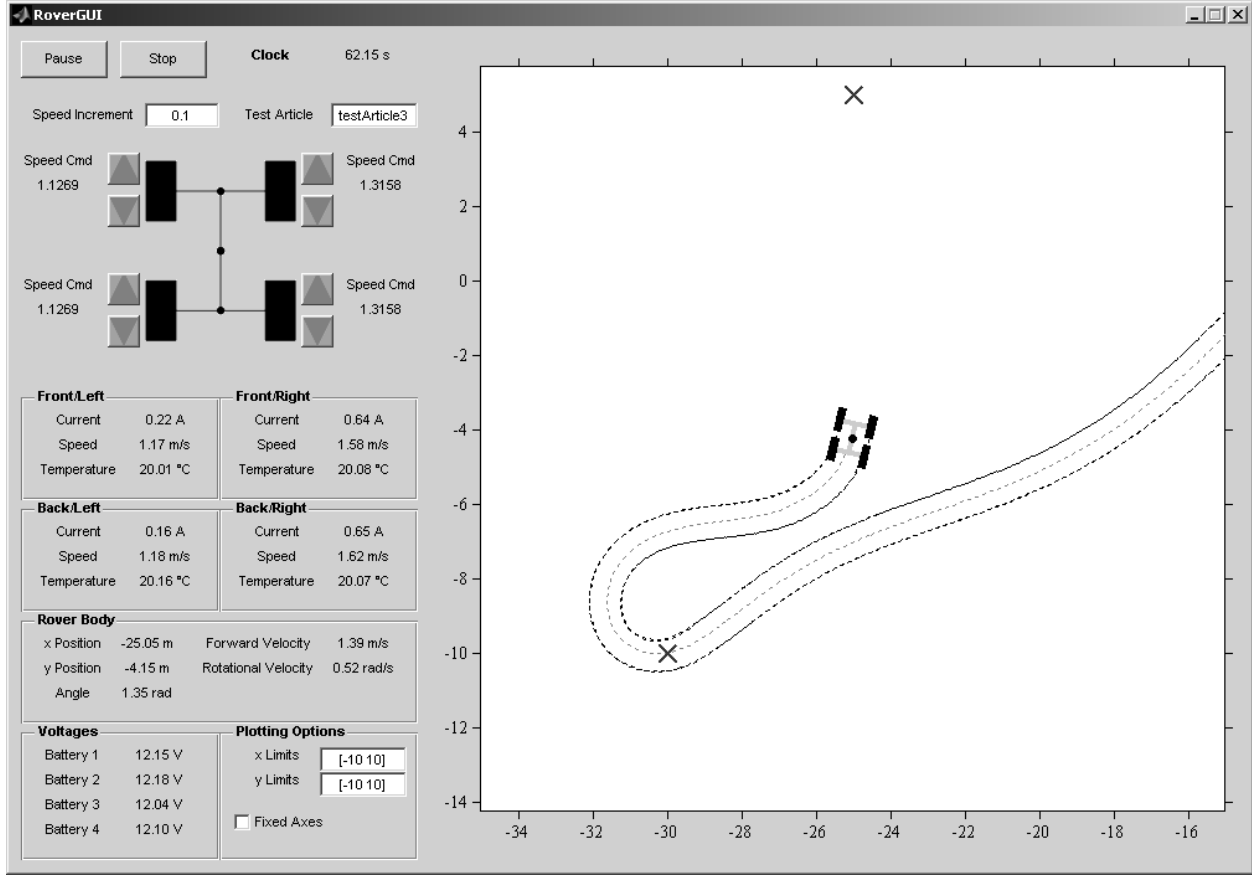 RoverGUI
Pause Stop Clock 62.15 s
Speed Increment 0.1 Test Article testArticle3
Speed Cmd Speed Cmd
1.1269 1.3158
Speed Cmd Speed Cmd
1.1269 1.3158
Front/Left
Current 0.22 A
Speed 1.17 m/s
Temperature 20.01 °C
Front/Right
Current 0.64 A
Speed 1.58 m/s
Temperature 20.08 °C
Back/Left
Current 0.16 A
Speed 1.18 m/s
Temperature 20.16 °C
Back/Right
Current 0.65 A
Speed 1.62 m/s
Temperature 20.07 °C
Rover Body
x Position -25.05 m Forward Velocity 1.39 m/s
y Position -4.15 m Rotational Velocity 0.52 rad/s
Angle 1.35 rad
Voltages
Battery 1 12.15 V
Battery 2 12.18 V
Battery 3 12.04 V
Battery 4 12.10 V
Plotting Options
x Limits [-10 10]
y Limits [-10 10]
Fixed Axes
4
2
0
-2
-4
-6
-8
-10
-12
-14
-34 -32 -30 -28 -26 -24 -22 -20 -18 -16